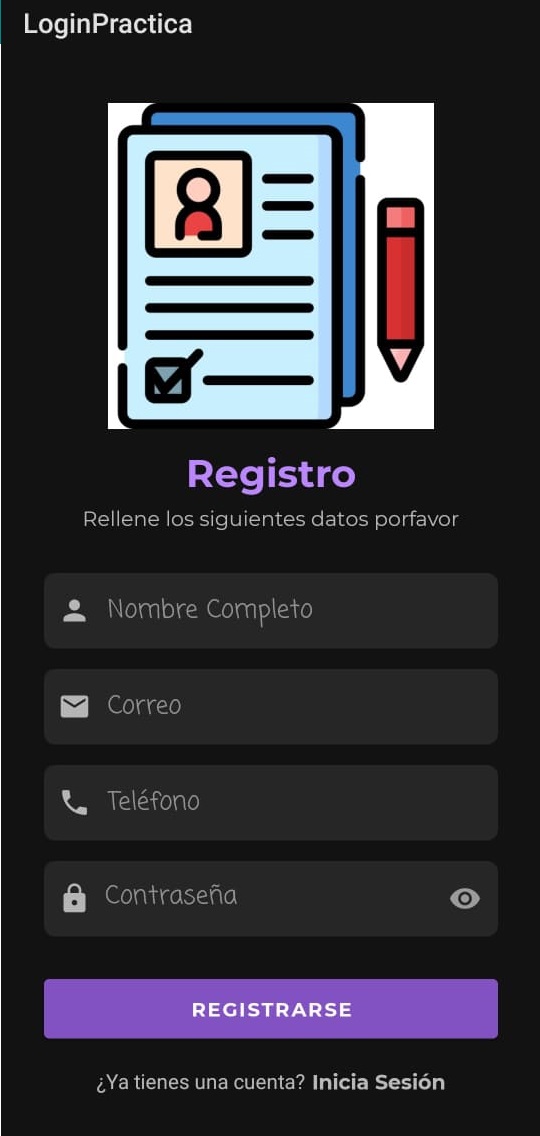 LoginPractica
Registro
Rellene los siguientes datos porfavor
Nombre Completo
Correo
Teléfono
Contraseña
REGISTRARSE
¿Ya tienes una cuenta? Inicia Sesión